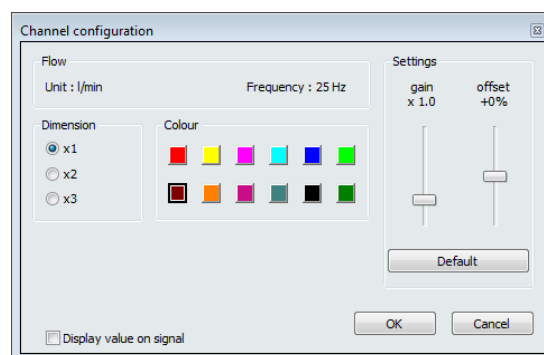 Channel configuration
Flow
Unit : l/min
Frequency : 25 Hz
Settings
gain
x 1.0
offset
+0%
Dimension
x1
x2
x3
Colour
Default
Display value on signal
OK
Cancel